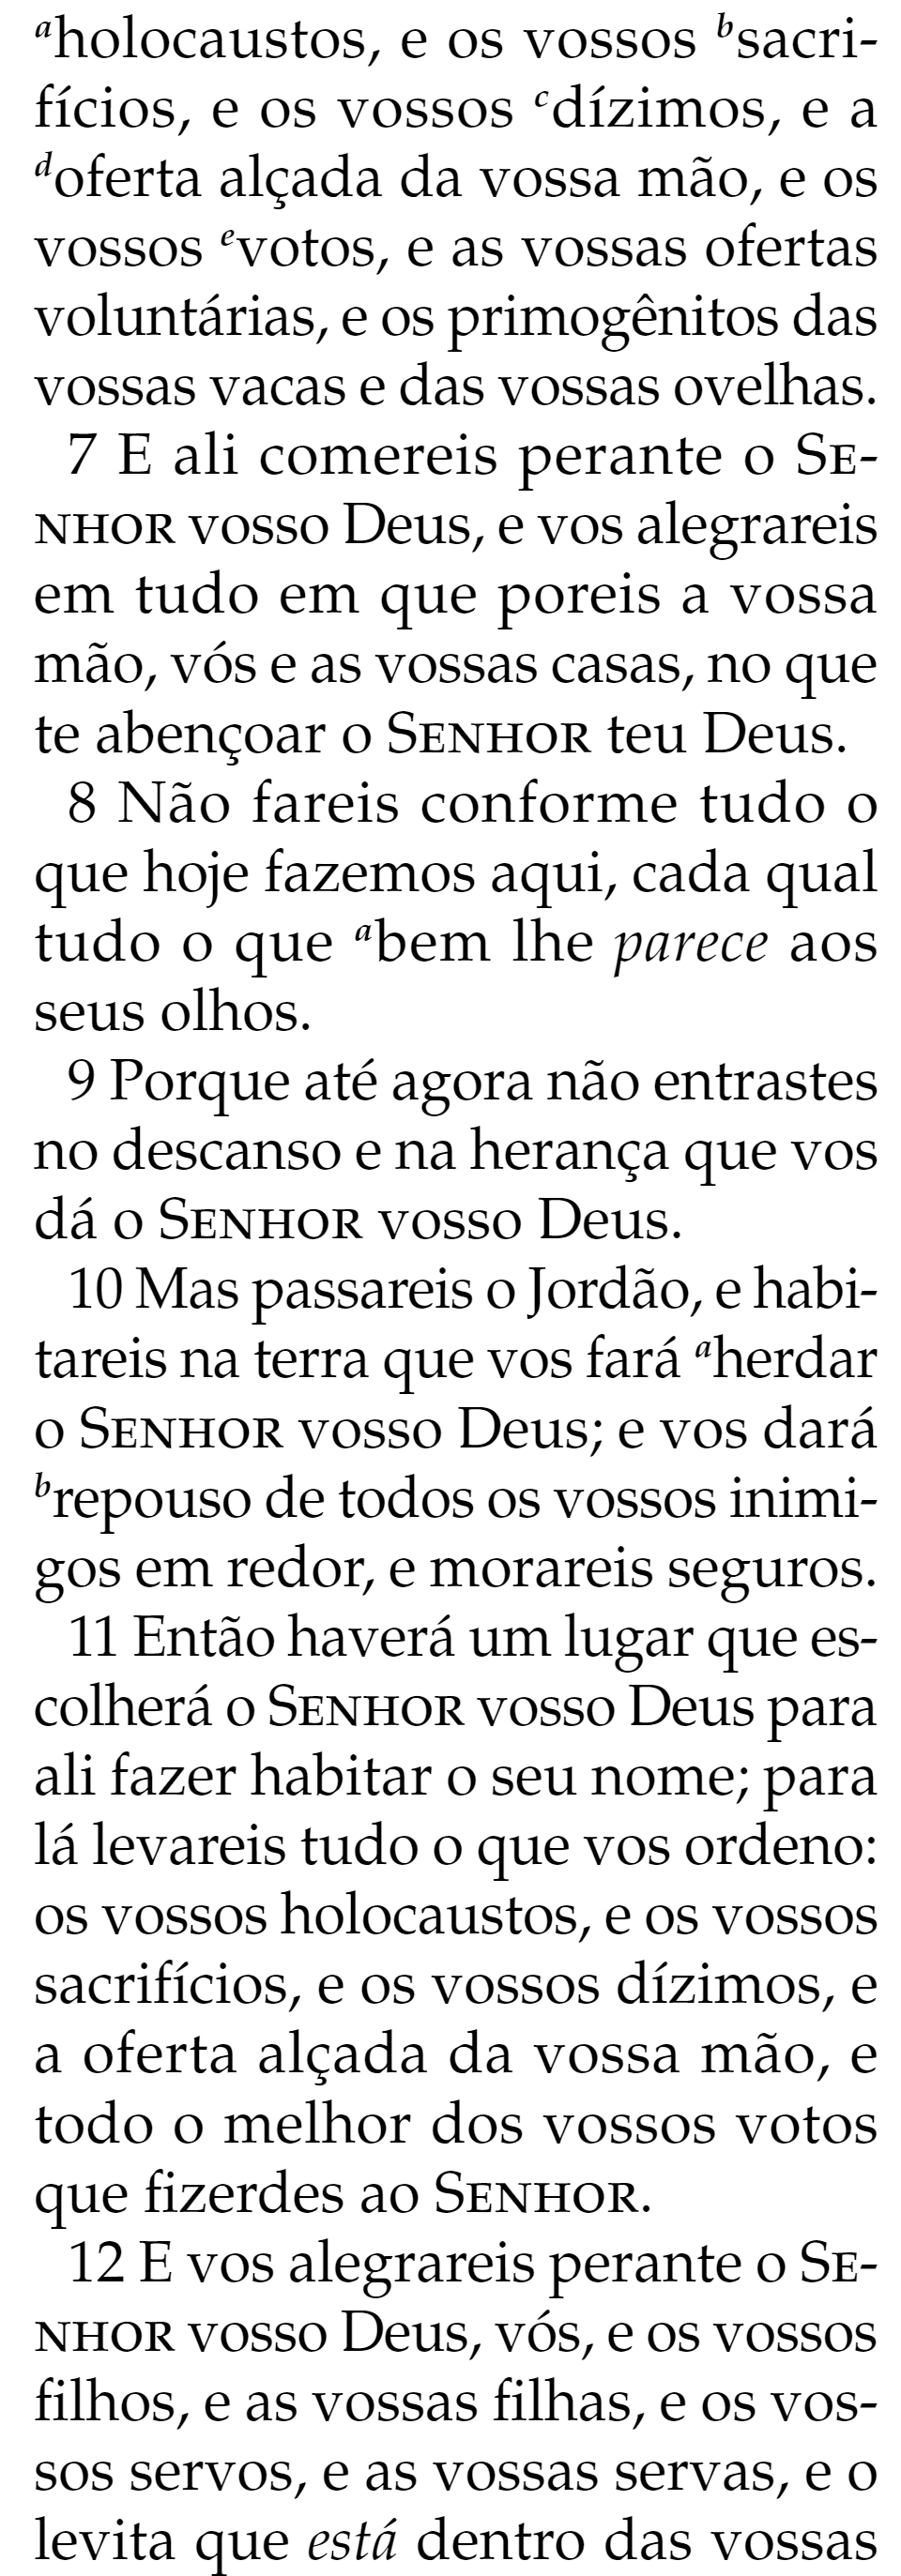 aholocaustos, e os vossos bsacri-
fícios, e os vossos cdízimos, e a
doferta alçada da vossa mão, e os
vossos evotos, e as vossas ofertas
voluntárias, e os primogênitos das
vossas vacas e das vossas ovelhas.
7 E ali comereis perante o SE-
NHOR vosso Deus, e vos alegrareis
em tudo em que poreis a vossa
mão, vós e as vossas casas, no que
te abençoar o SENHOR teu Deus.
8 Não fareis conforme tudo o
que hoje fazemos aqui, cada qual
tudo o que abem lhe parece aos
seus olhos.
9 Porque até agora não entrastes
no descanso e na herança que vos
dá o SENHOR vosso Deus.
10 Mas passareis o Jordão, e habi-
tareis na terra que vos fará aherdar
o SENHOR vosso Deus; e vos dará
brepouso de todos os vossos inimi-
gos em redor, e morareis seguros.
11 Então haverá um lugar que es-
colherá o SENHOR vosso Deus para
ali fazer habitar o seu nome; para
lá levareis tudo o que vos ordeno:
os vossos holocaustos, e os vossos
sacrifícios, e os vossos dízimos, e
a oferta alçada da vossa mão, e
todo o melhor dos vossos votos
que fizerdes ao SENHOR.
12 E vos alegrareis perante o SE-
NHOR vosso Deus, vós, e os vossos
filhos, e as vossas filhas, e os vos-
sos servos, e as vossas servas, e o
levita que está dentro das vossas